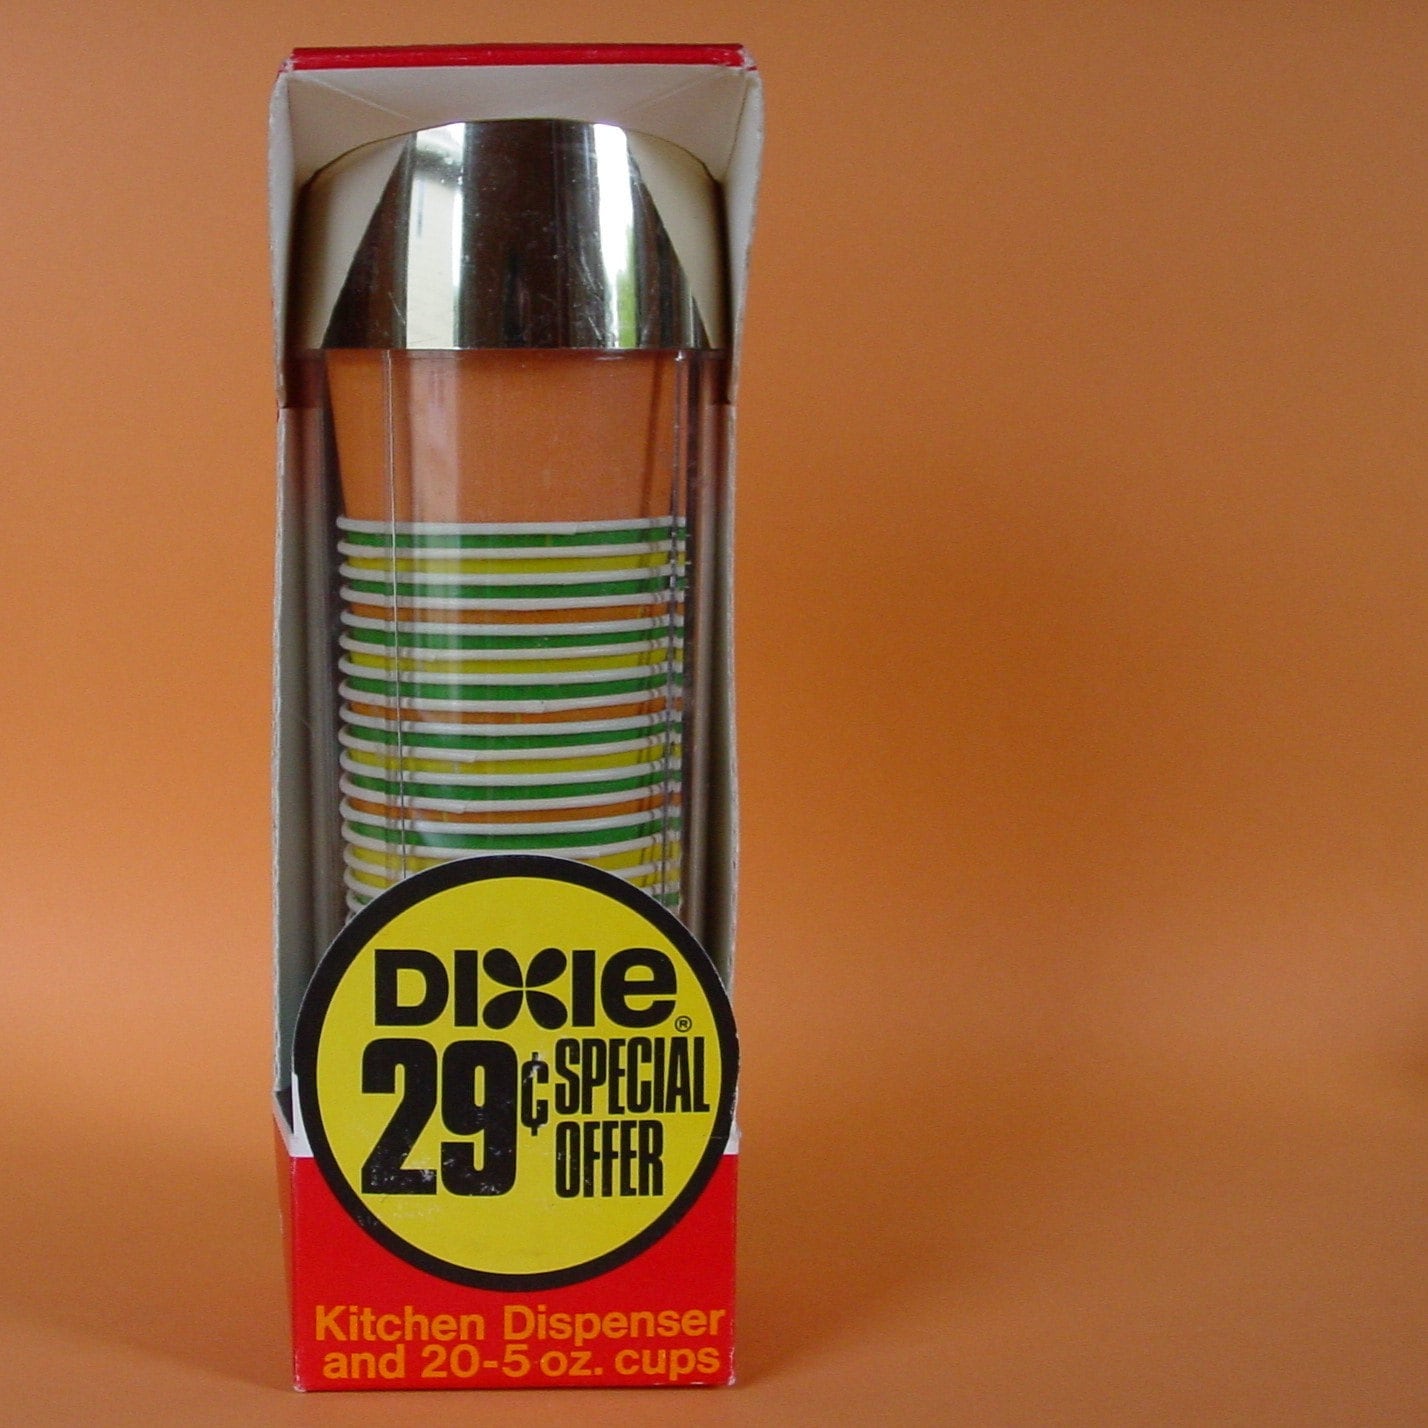 DIXIE®
29¢ SPECIAL
OFFER
Kitchen Dispenser
and 20-5 oz. cups